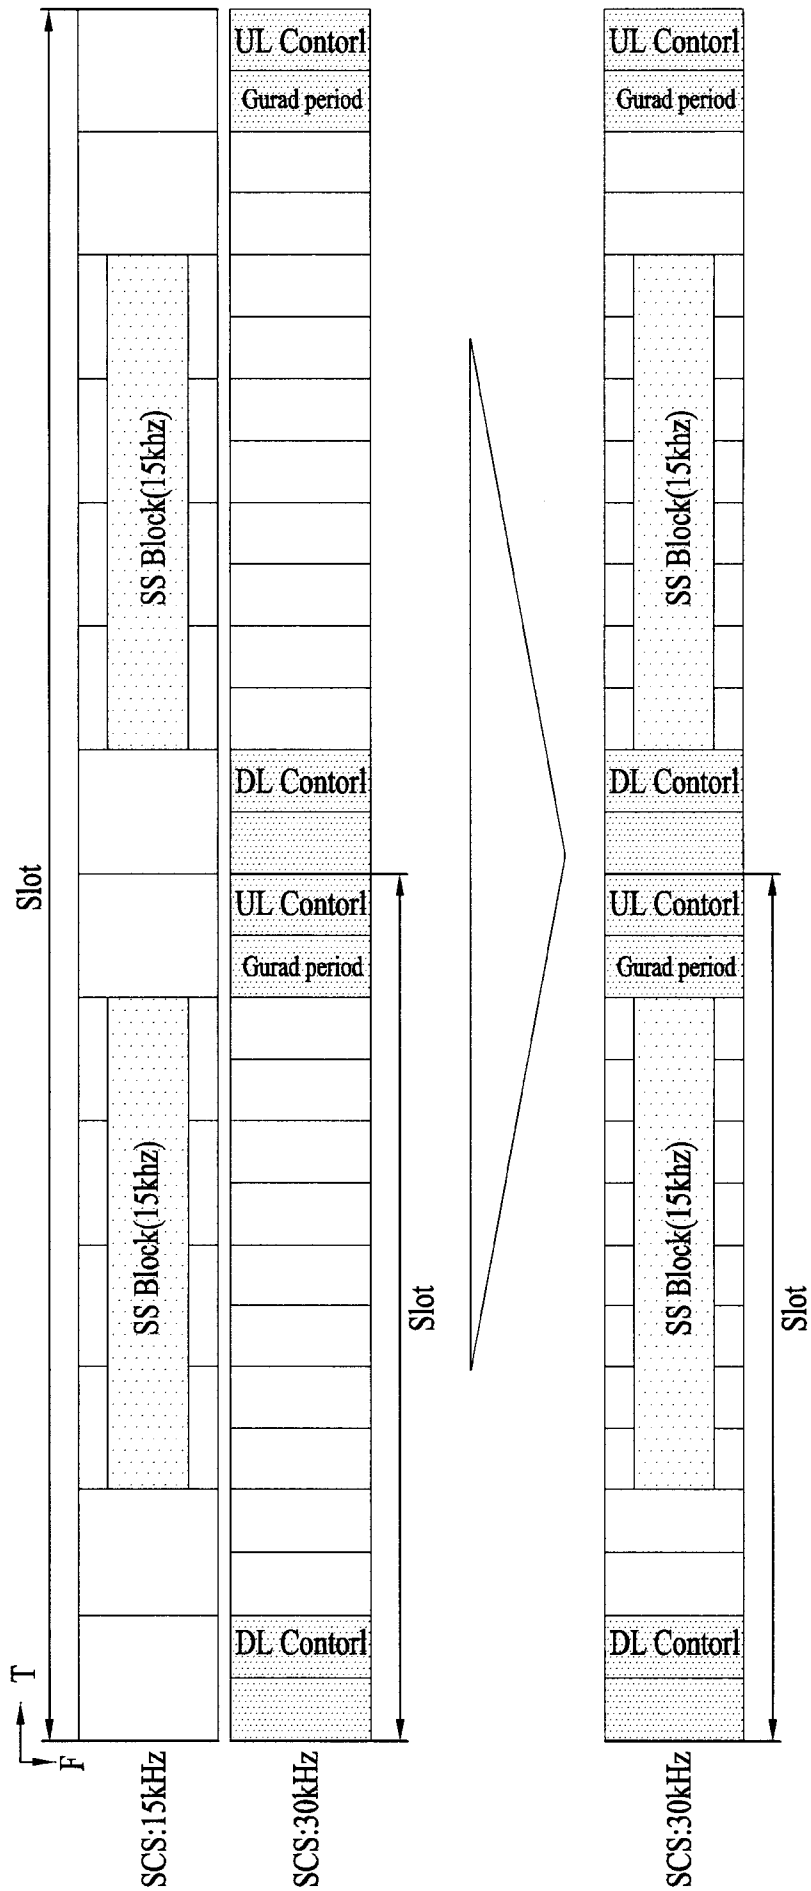 Slot
T
F
SCS:15kHz
SS Block(15khz)
SS Block(15khz)
SCS:30kHz
DL Contorl
Gurad period
UL Contorl
DL Contorl
Gurad period
UL Contorl
Slot
SCS:30kHz
DL Contorl
SS Block(15khz)
Gurad period
UL Contorl
DL Contorl
SS Block(15khz)
Gurad period
UL Contorl
Slot